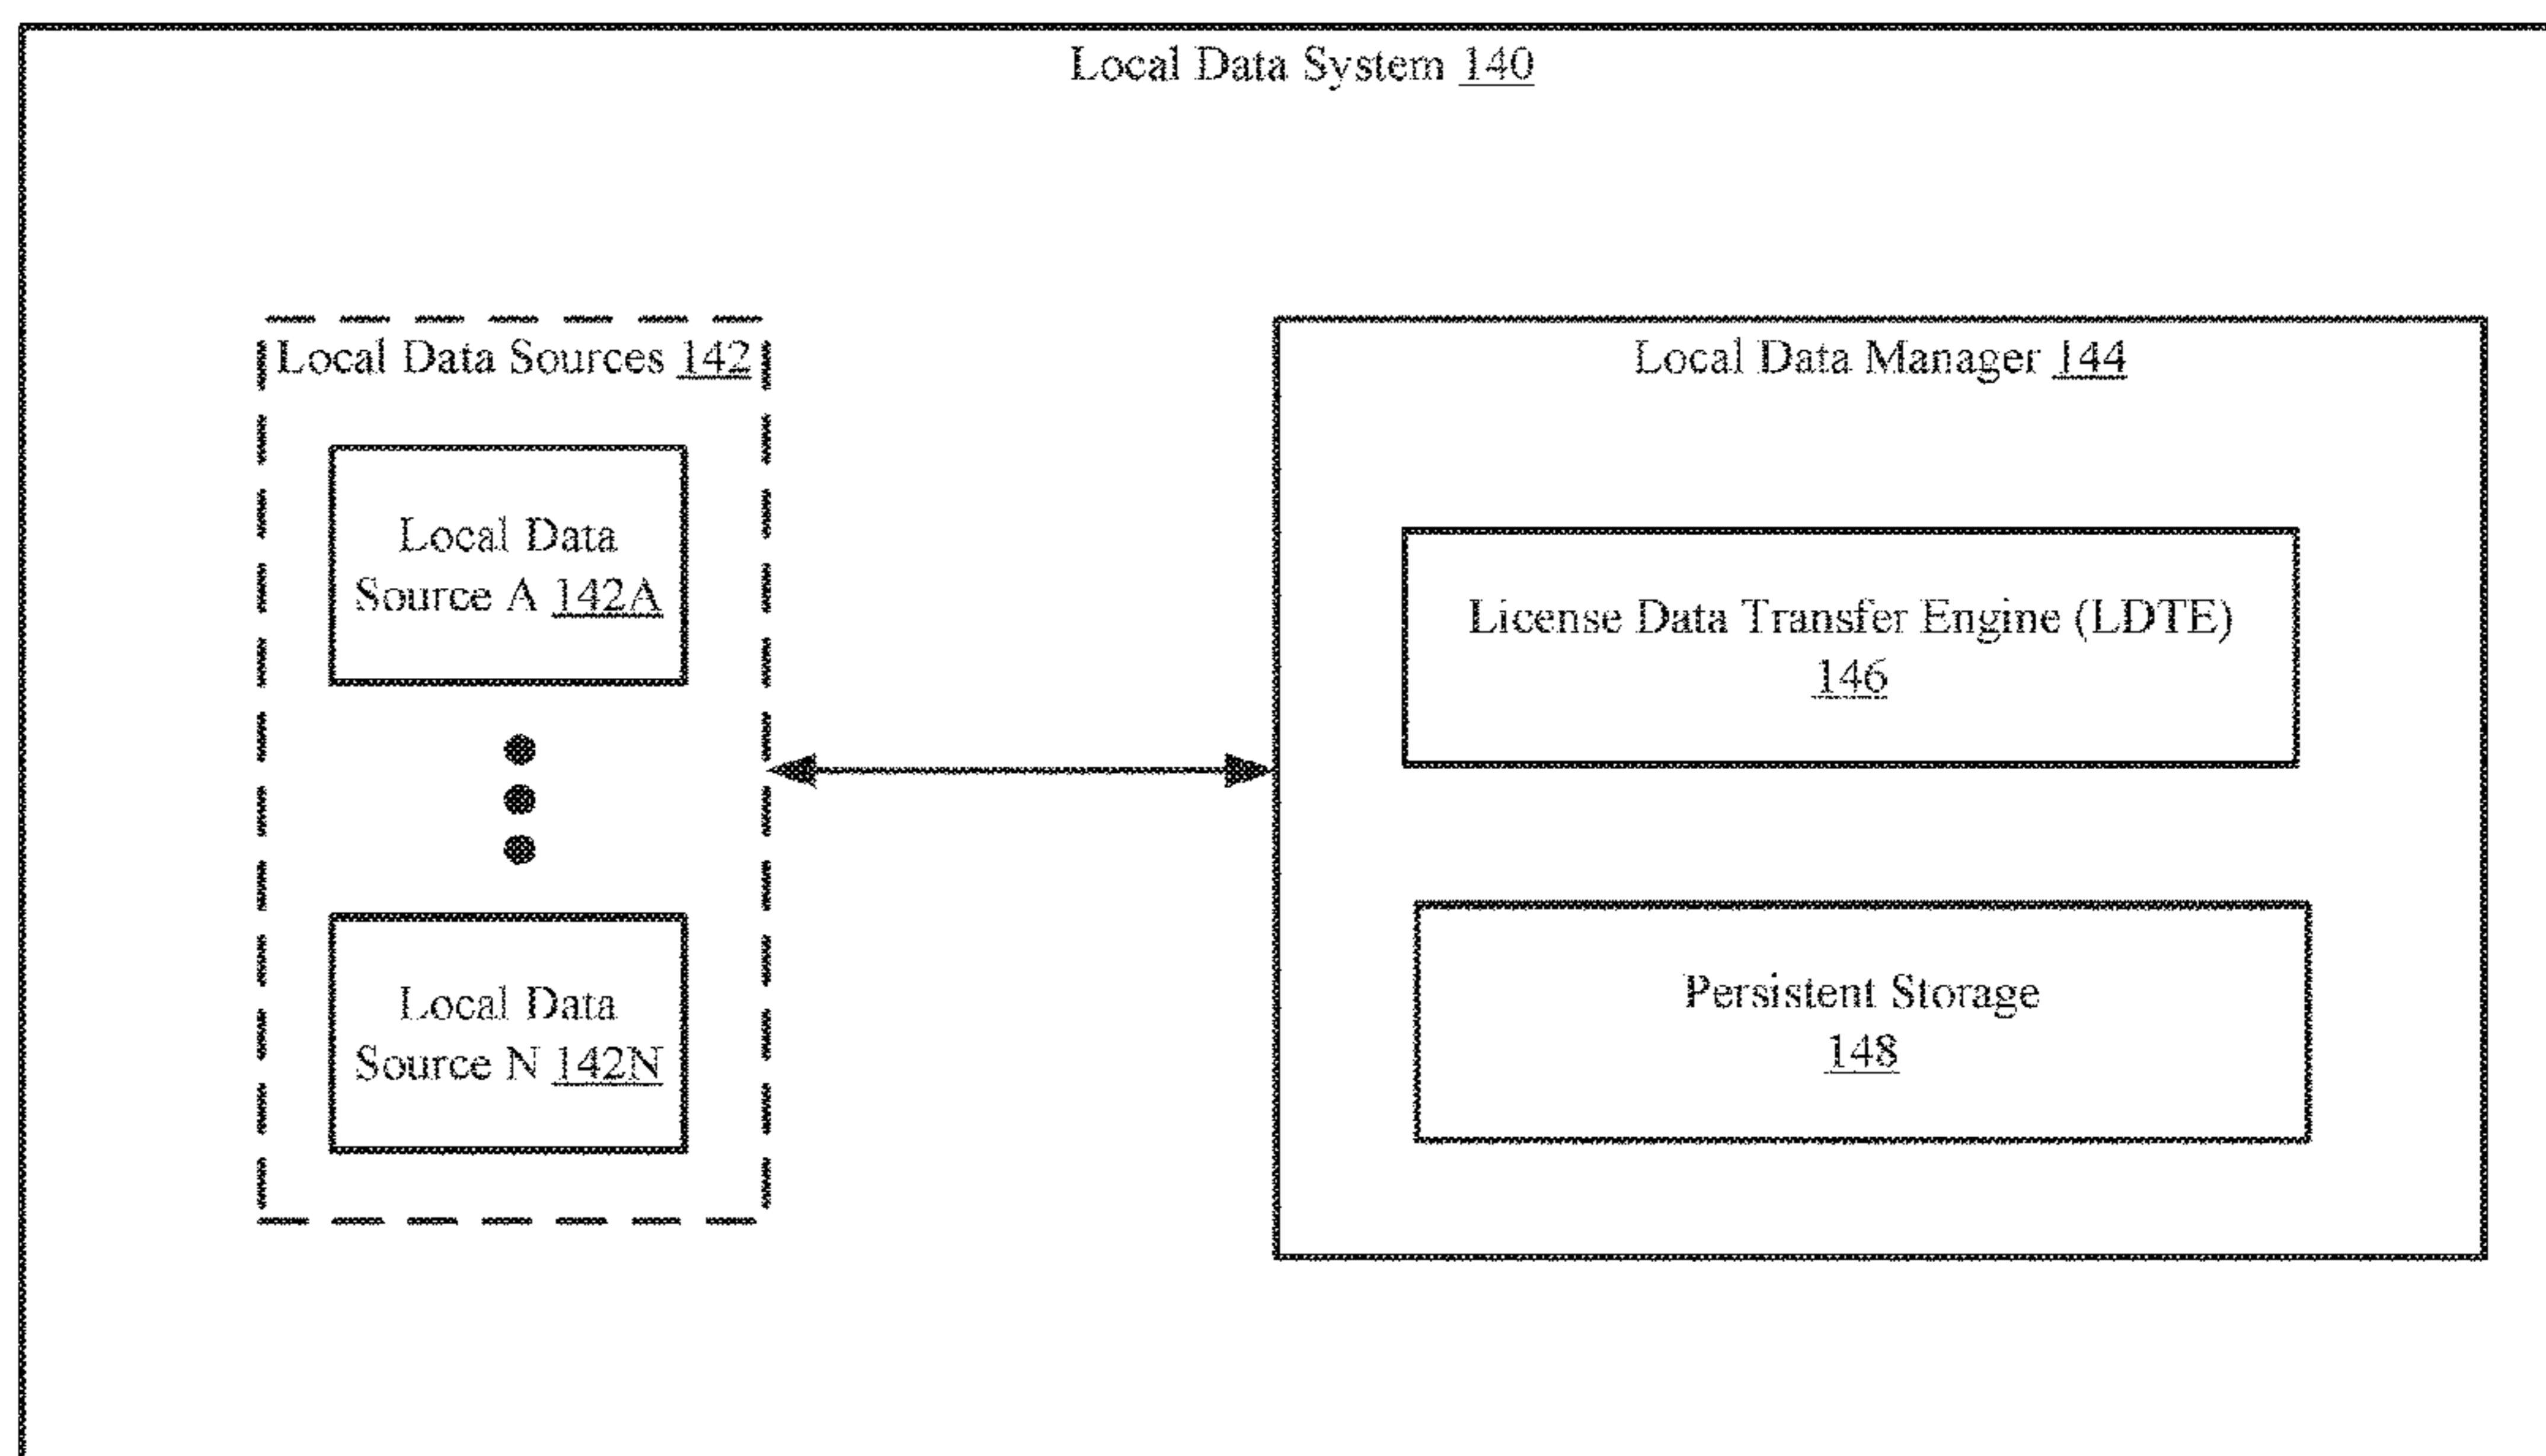 Local Data System 140
Local Data Sources 142
Local Data
Source A 142A
Local Data
Source N 142N
Local Data Manager 144
License Data Transfer Engine (LDTE)
146
Persistent Storage
148